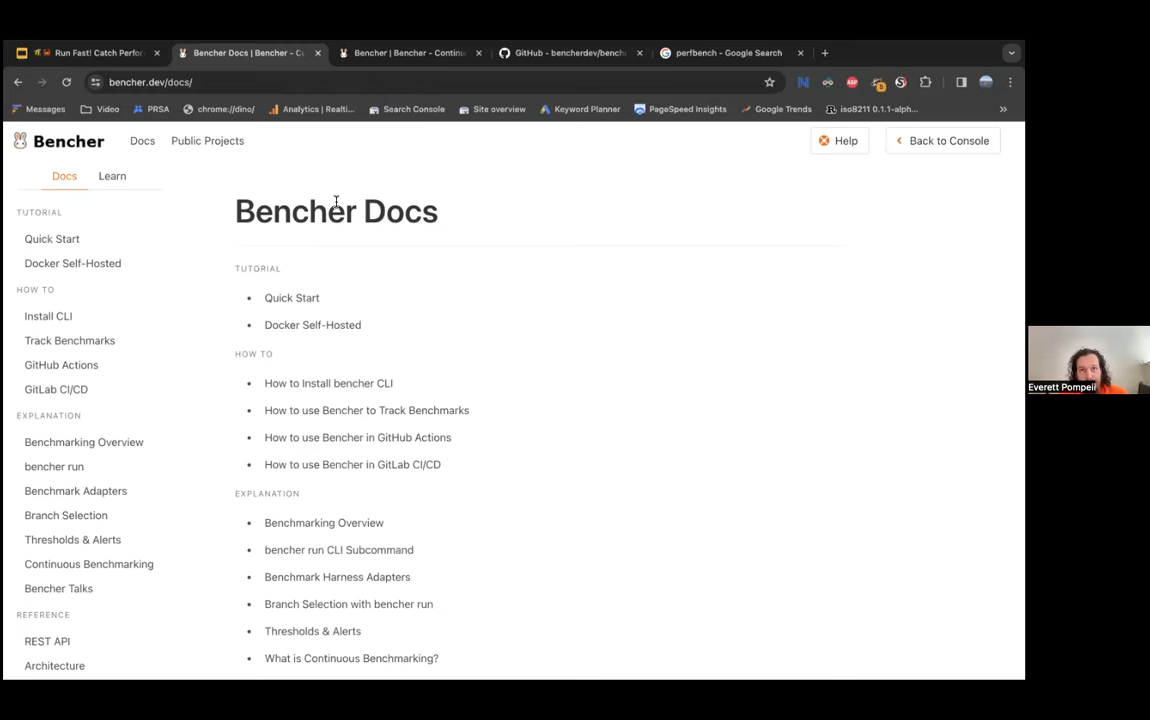 Run Fast! Catch Perfo
Bencher Docs | Bencher - C
Bencher | Bencher - Continu
GitHub - bencherdev/bench
perfbench - Google Search
bencher.dev/docs/
Messages
Video
PRSA
chrome://dino/
Analytics | Realti...
Search Console
Site overview
Keyword Planner
PageSpeed Insights
Google Trends
iso8211 0.1.1-alph...
Bencher
Docs
Public Projects
Help
Back to Console
Docs
Learn
TUTORIAL
Quick Start
Docker Self-Hosted
HOW TO
Install CLI
Track Benchmarks
GitHub Actions
GitLab CI/CD
EXPLANATION
Benchmarking Overview
bencher run
Benchmark Adapters
Branch Selection
Thresholds & Alerts
Continuous Benchmarking
Bencher Talks
REFERENCE
REST API
Architecture
Bencher Docs
TUTORIAL
• Quick Start
• Docker Self-Hosted
HOW TO
• How to Install bencher CLI
• How to use Bencher to Track Benchmarks
• How to use Bencher in GitHub Actions
• How to use Bencher in GitLab CI/CD
EXPLANATION
• Benchmarking Overview
• bencher run CLI Subcommand
• Benchmark Harness Adapters
• Branch Selection with bencher run
• Thresholds & Alerts
• What is Continuous Benchmarking?
Everett Pompeii